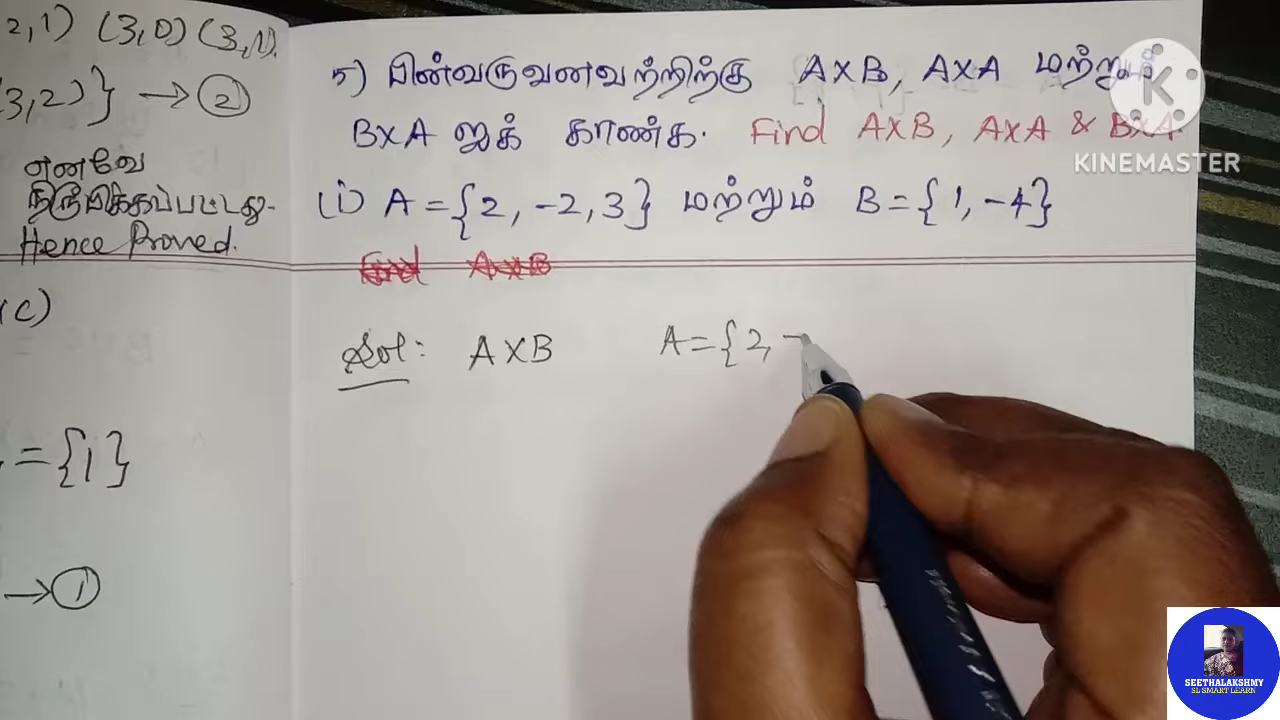 2,1) (3,0) (3,1)
(3,2)} → ②
எனவே
நிரூபிக்கப்பட்டது.
Hence Proved.
(c)
= {1}
→ ①
5) பின்வருவனவற்றிற்கு A×B, A×A மற்றும்
B×A ஐக் காண்க. Find A×B, A×A & B×A.
(i) A = {2, -2, 3} மற்றும் B = {1, -4}
Find A×B
Sol: A×B A = {2, -
KINEMASTER
SEETHALAKSHMY
SL SMART LEARN